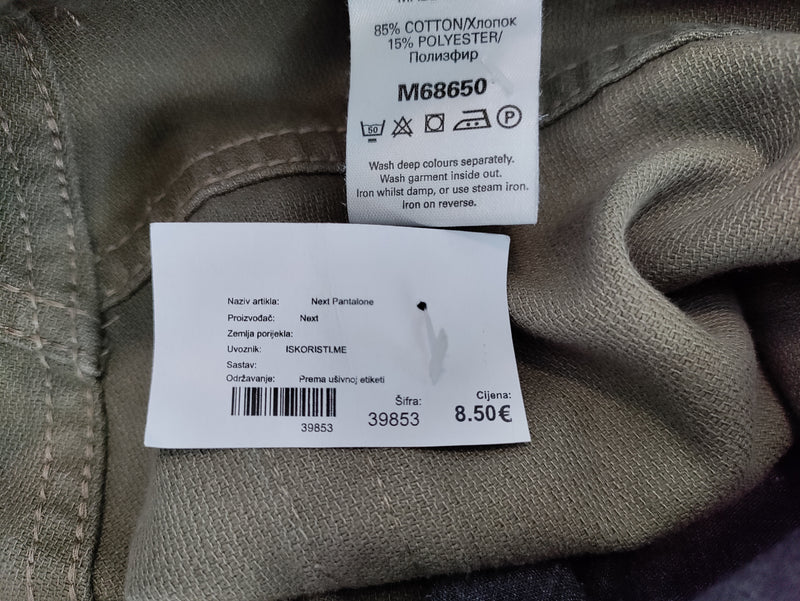 85% COTTON/Хлопок
15% POLYESTER/
Полиэфир
M68650
50
P
Wash deep colours separately.
Wash garment inside out.
Iron whilst damp, or use steam iron.
Iron on reverse.
Naziv artikla: Next Pantalone
Proizvođač: Next
Zemlja porijekla:
Uvoznik: ISKORISTI.ME
Sastav:
Održavanje: Prema ušivnoj etiketi
39853
Šifra:
39853
Cijena:
8.50€